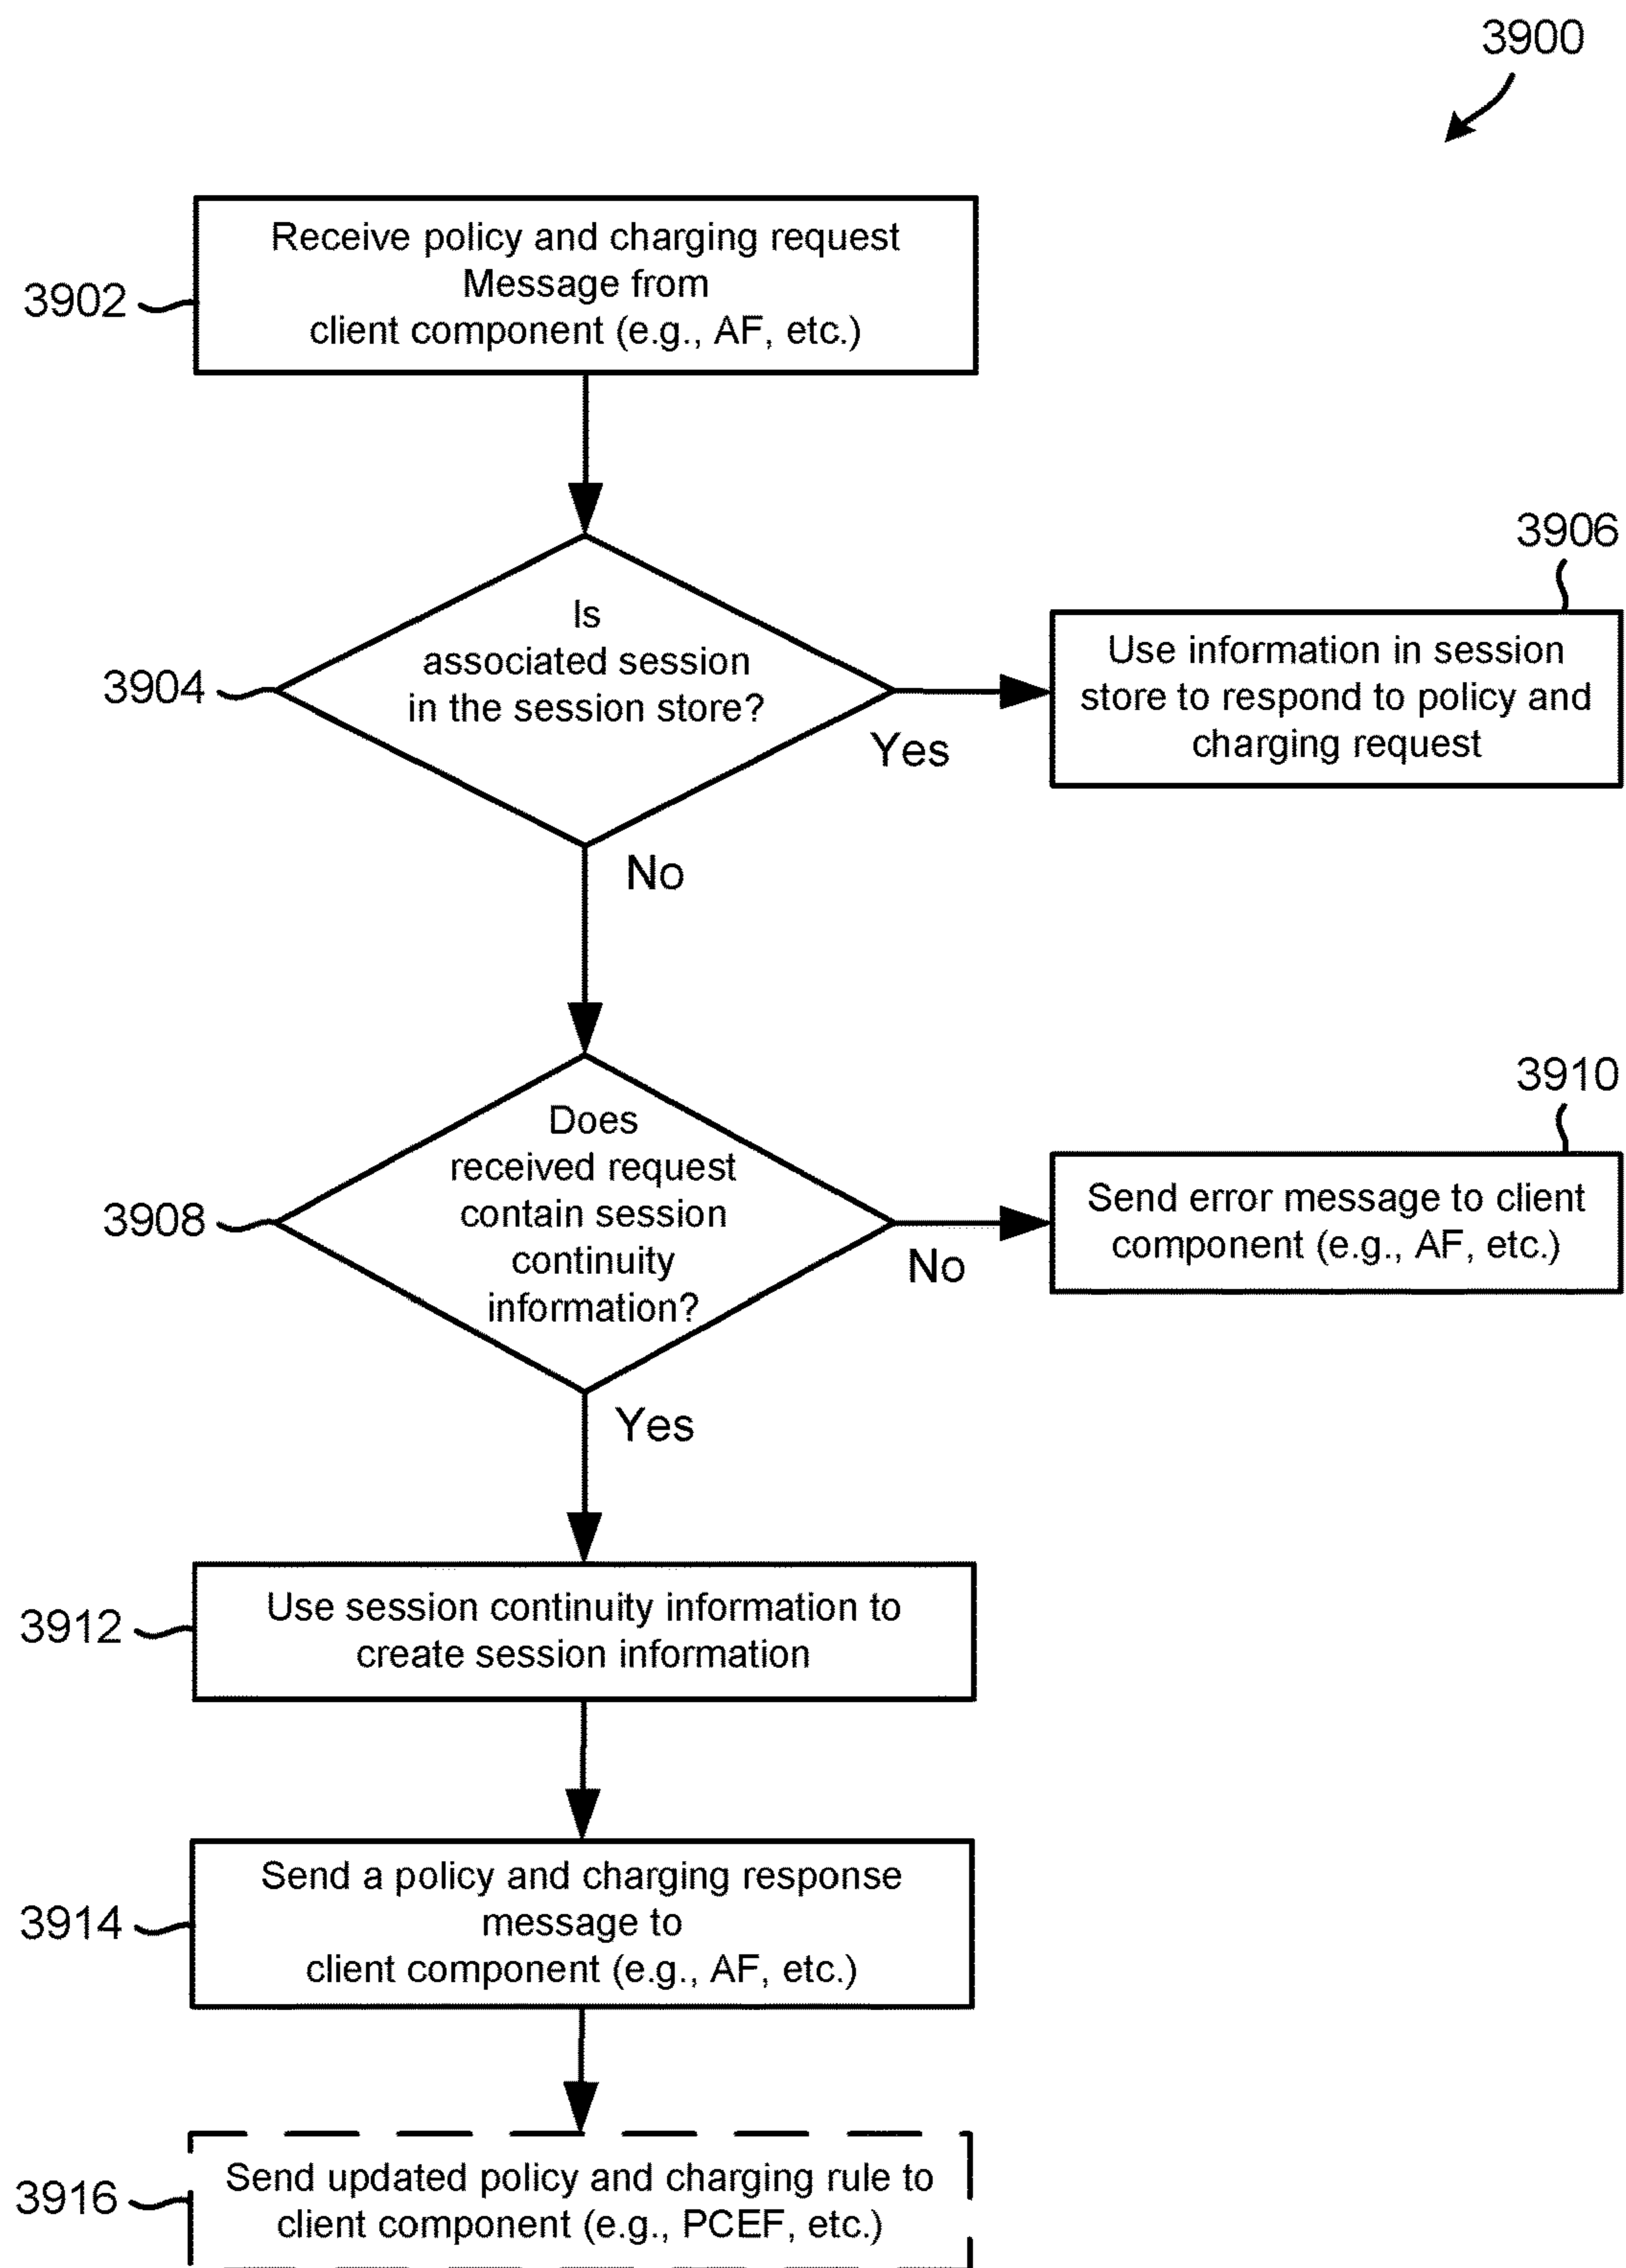 3900
Receive policy and charging request
Message from
client component (e.g., AF, etc.)
3902
Is
associated session
in the session store?
3904
Yes
3906
Use information in session
store to respond to policy and
charging request
No
Does
received request
contain session
continuity
information?
3908
No
3910
Send error message to client
component (e.g., AF, etc.)
Yes
Use session continuity information to
create session information
3912
Send a policy and charging response
message to
client component (e.g., AF, etc.)
3914
Send updated policy and charging rule to
client component (e.g., PCEF, etc.)
3916